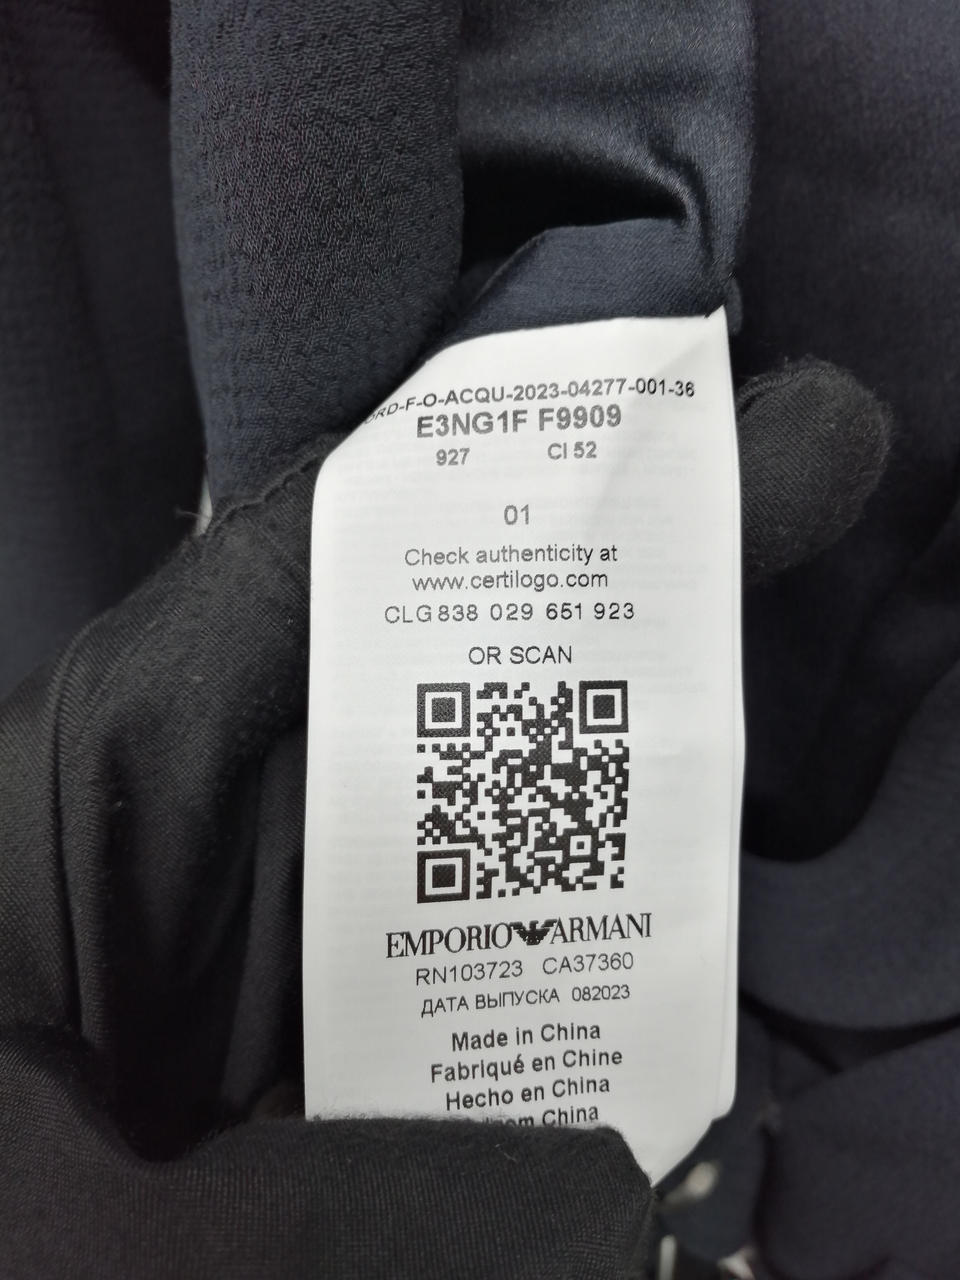 ORD-F-O-ACQU-2023-04277-001-36
E3NG1F F9909
927 CI 52
01
Check authenticity at
www.certilogo.com
CLG 838 029 651 923
OR SCAN
EMPORIO ARMANI
RN103723 CA37360
ДАТА ВЫПУСКА 082023
Made in China
Fabriqué en Chine
Hecho en China
China